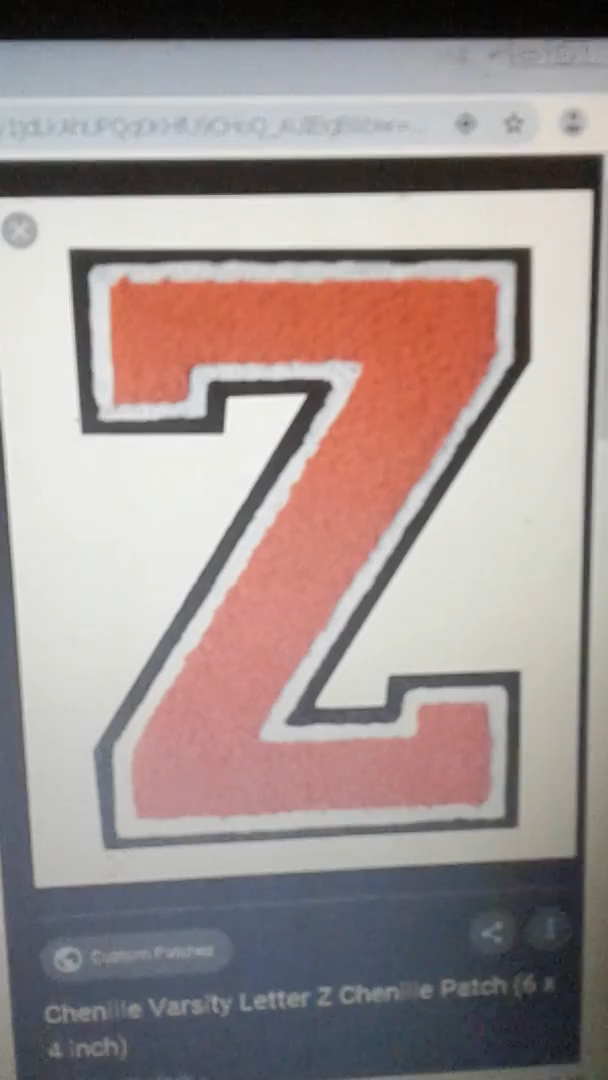 Z
Custom Patches
Chenille Varsity Letter Z Chenille Patch (6 x
4 inch)